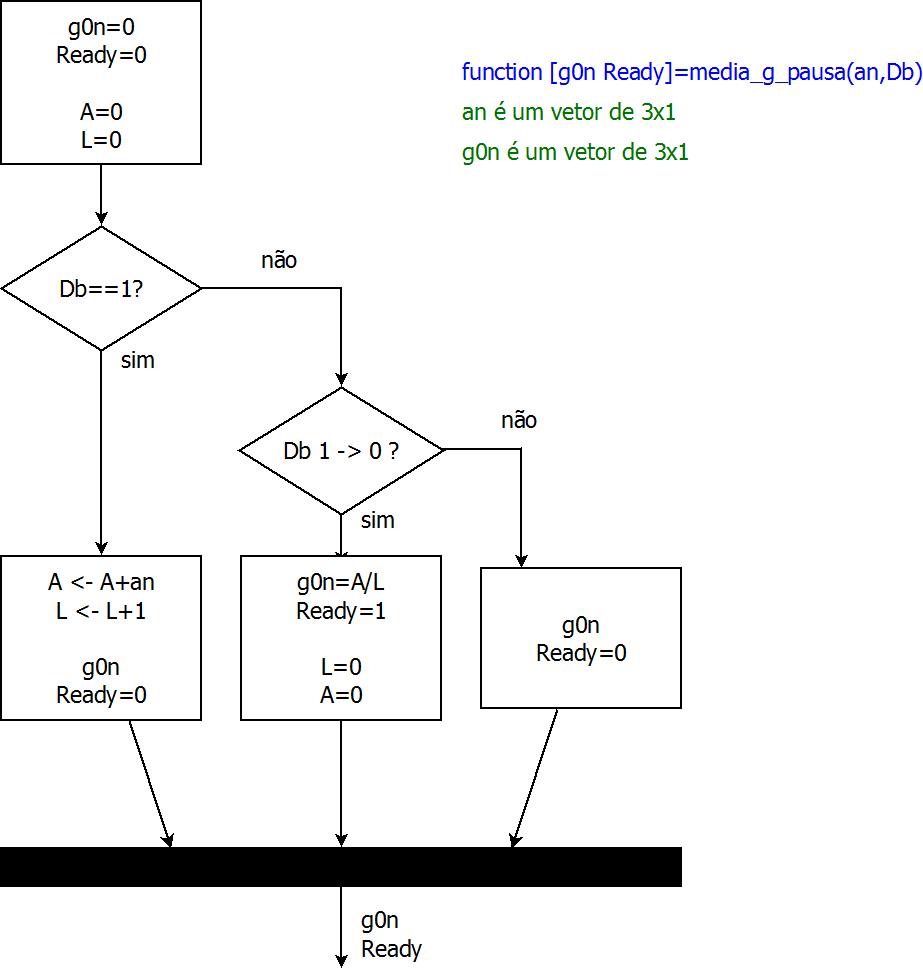 g0n=0
Ready=0
A=0
L=0
function [g0n Ready]=media_g_pausa(an,Db)
an é um vetor de 3x1
g0n é um vetor de 3x1
Db==1?
não
sim
Db 1 -> 0 ?
não
sim
A <- A+an
L <- L+1
g0n
Ready=0
g0n=A/L
Ready=1
L=0
A=0
g0n
Ready=0
g0n
Ready